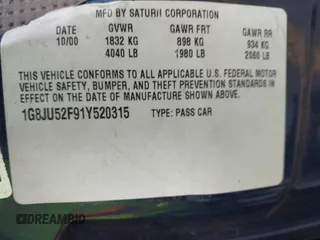 MFD BY SATURN CORPORATION
DATE GVWR GAWR FRT GAWR RR
10/00 1832 KG 898 KG 934 KG
4040 LB 1980 LB 2060 LB
THIS VEHICLE CONFORMS TO ALL APPLICABLE U.S. FEDERAL MOTOR
VEHICLE SAFETY, BUMPER, AND THEFT PREVENTION STANDARDS IN
EFFECT ON THE DATE OF MANUFACTURE SHOWN ABOVE.
1G8JU52F91Y520315 TYPE: PASS CAR
DREAMBID